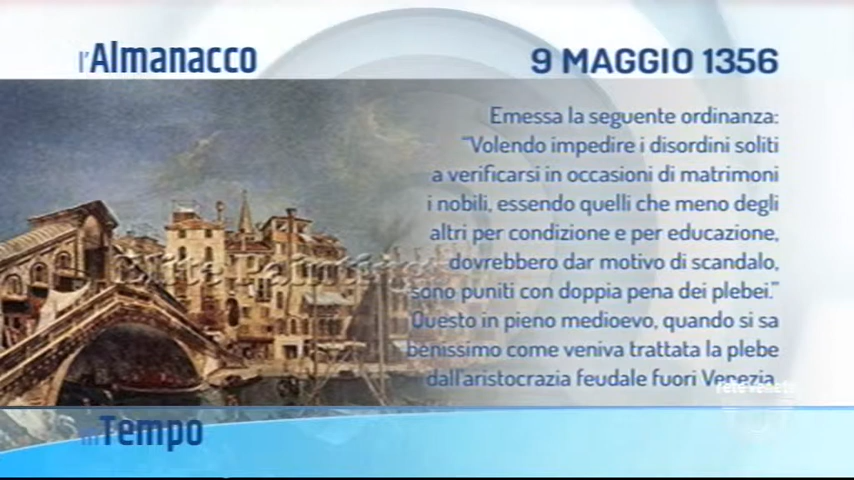 l'Almanacco
9 MAGGIO 1356
Emessa la seguente ordinanza:
"Volendo impedire i disordini soliti
a verificarsi in occasioni di matrimoni
i nobili, essendo quelli che meno degli
altri per condizione e per educazione,
dovrebbero dar motivo di scandalo,
sono puniti con doppia pena dei plebei."
Questo in pieno medioevo, quando si sa
benissimo come veniva trattata la plebe
dall'aristocrazia feudale fuori Venezia.
reteveneta
inTempo